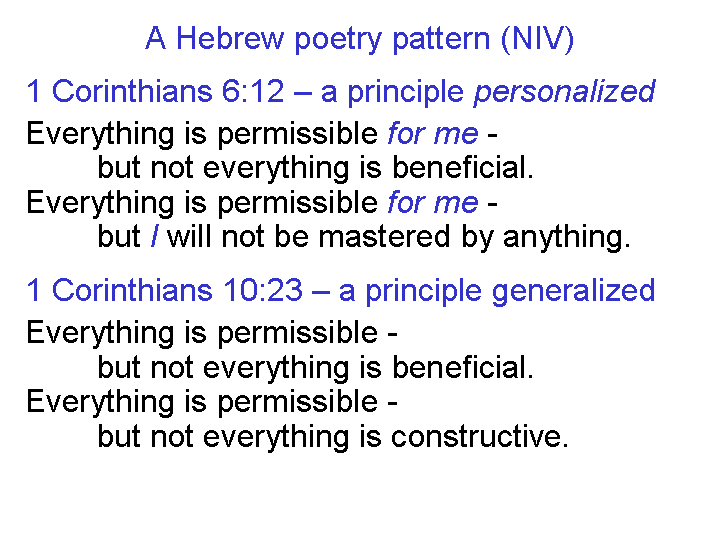 A Hebrew poetry pattern (NIV)
1 Corinthians 6:12 – a principle personalized
Everything is permissible for me -
but not everything is beneficial.
Everything is permissible for me -
but I will not be mastered by anything.
1 Corinthians 10:23 – a principle generalized
Everything is permissible -
but not everything is beneficial.
Everything is permissible -
but not everything is constructive.